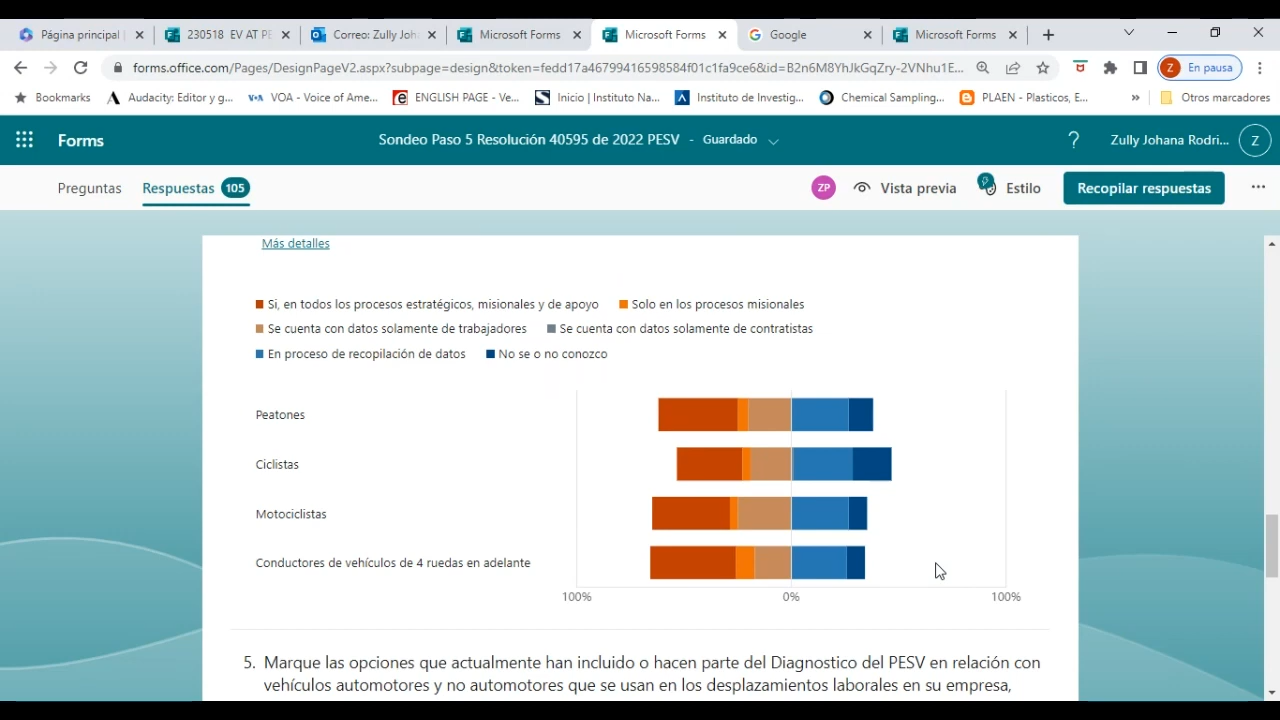 Página principal
230518 EV AT PE
Correo: Zully Joha
Microsoft Forms
Microsoft Forms
Google
Microsoft Forms
forms.office.com/Pages/DesignPageV2.aspx?subpage=design&token=fedd17a46799416598584f01c1fa9ce6&id=B2n6M8YhJkGqZry-2VNhu1E...
Z
En pausa
Bookmarks
Audacity: Editor y g...
VOA - Voice of Ame...
ENGLISH PAGE - Ve...
Inicio | Instituto Na...
Instituto de Investig...
Chemical Sampling...
PLAEN - Plasticos, E...
»
Otros marcadores
Forms
Sondeo Paso 5 Resolución 40595 de 2022 PESV - Guardado
?
Zully Johana Rodri...
Z
Preguntas
Respuestas 105
ZP
Vista previa
Estilo
Recopilar respuestas
...
Más detalles
Si, en todos los procesos estratégicos, misionales y de apoyo
Solo en los procesos misionales
Se cuenta con datos solamente de trabajadores
Se cuenta con datos solamente de contratistas
En proceso de recopilación de datos
No se o no conozco
Peatones
Ciclistas
Motociclistas
Conductores de vehículos de 4 ruedas en adelante
100%
0%
100%
5. Marque las opciones que actualmente han incluido o hacen parte del Diagnostico del PESV en relación con
vehículos automotores y no automotores que se usan en los desplazamientos laborales en su empresa,